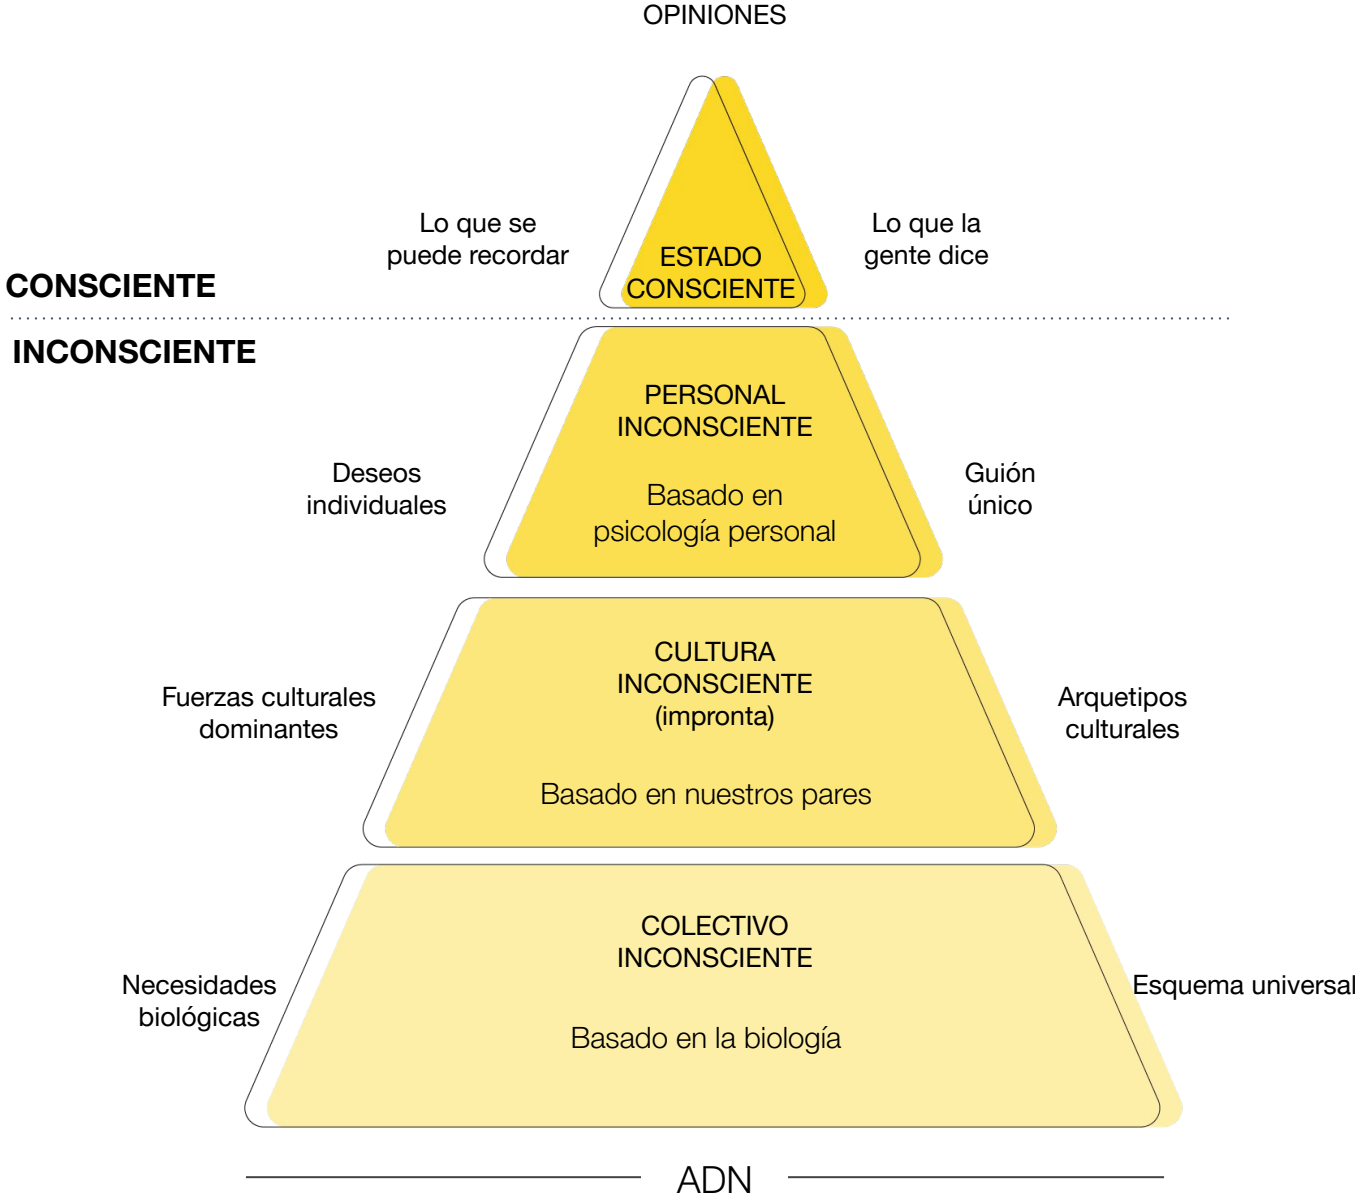 OPINIONES
Lo que se
puede recordar
ESTADO
CONSCIENTE
Lo que la
gente dice
CONSCIENTE
INCONSCIENTE
PERSONAL
INCONSCIENTE
Basado en
psicología personal
Deseos
individuales
Guión
único
CULTURA
INCONSCIENTE
(impronta)
Basado en nuestros pares
Fuerzas culturales
dominantes
Arquetipos
culturales
COLECTIVO
INCONSCIENTE
Basado en la biología
Necesidades
biológicas
Esquema universal
ADN